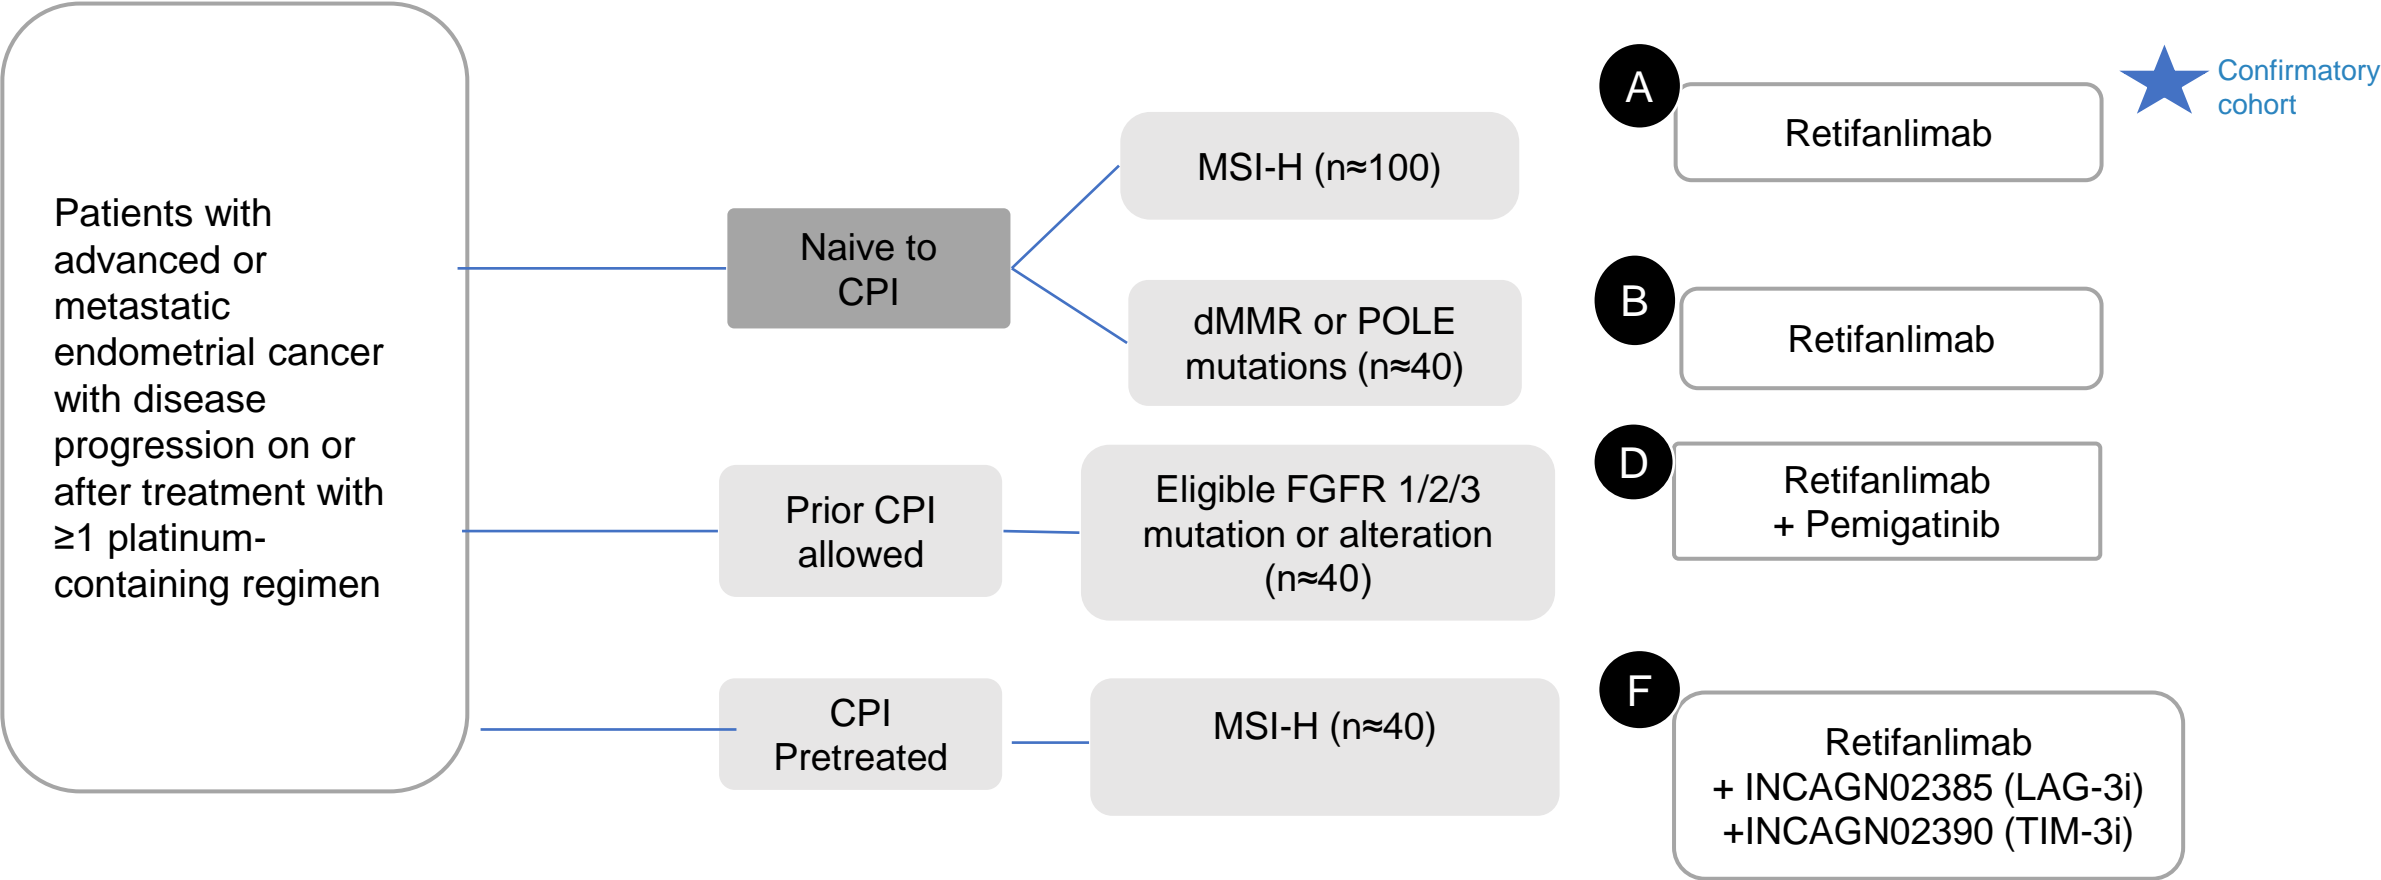 Patients with
advanced or
metastatic
endometrial cancer
with disease
progression on or
after treatment with
≥1 platinum-
containing regimen
Naive to
CPI
MSI-H (n≈100)
dMMR or POLE
mutations (n≈40)
Prior CPI
allowed
Eligible FGFR 1/2/3
mutation or alteration
(n≈40)
CPI
Pretreated
MSI-H (n≈40)
A
Retifanlimab
Confirmatory
cohort
B
Retifanlimab
D
Retifanlimab
+ Pemigatinib
F
Retifanlimab
+ INCAGN02385 (LAG-3i)
+INCAGN02390 (TIM-3i)